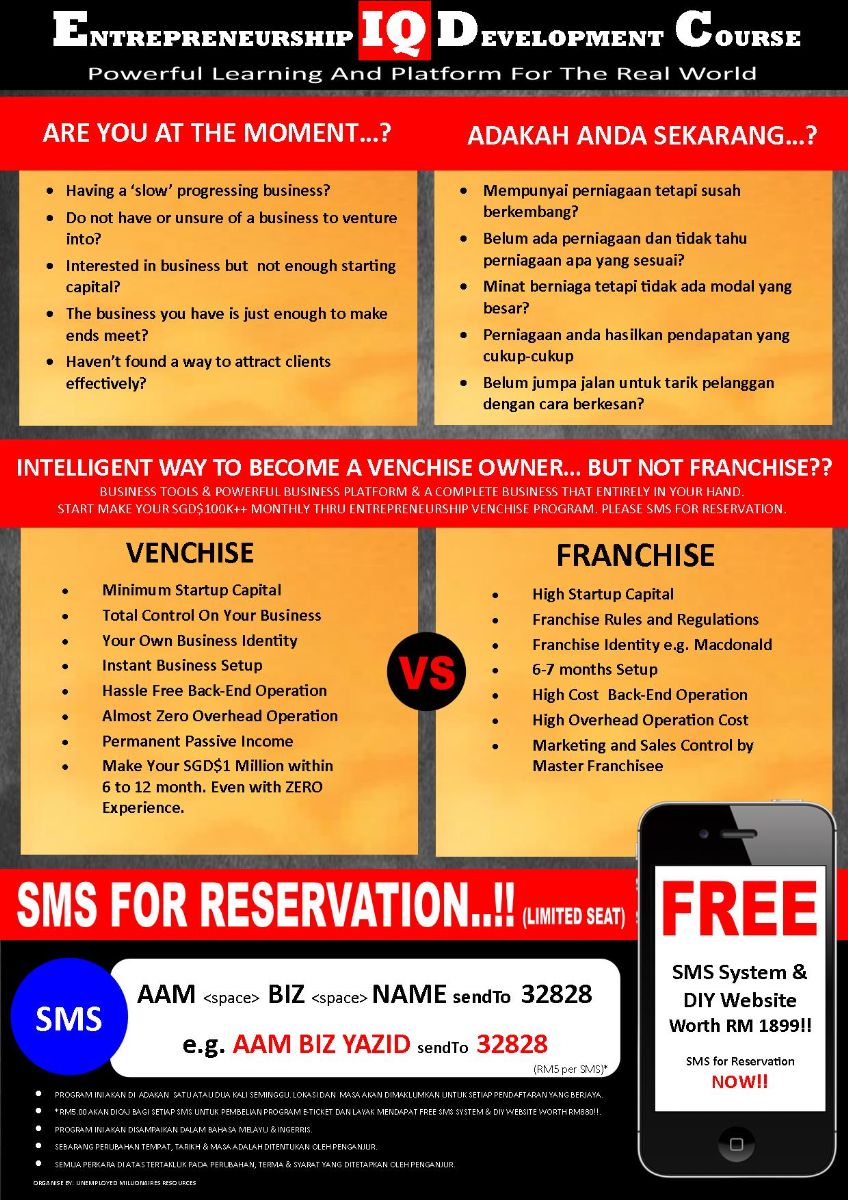 ENTREPRENEURSHIP IQ DEVELOPMENT COURSE
Powerful Learning And Platform For The Real World
ARE YOU AT THE MOMENT...?
• Having a ‘slow’ progressing business?
• Do not have or unsure of a business to venture
into?
• Interested in business but not enough starting
capital?
• The business you have is just enough to make
ends meet?
• Haven’t found a way to attract clients
effectively?
ADAKAH ANDA SEKARANG...?
• Mempunyai perniagaan tetapi susah
berkembang?
• Belum ada perniagaan dan tidak tahu
perniagaan apa yang sesuai?
• Minat berniaga tetapi tidak ada modal yang
besar?
• Perniagaan anda hasilkan pendapatan yang
cukup-cukup
• Belum jumpa jalan untuk tarik pelanggan
dengan cara berkesan?
INTELLIGENT WAY TO BECOME A VENCHISE OWNER... BUT NOT FRANCHISE??
BUSINESS TOOLS & POWERFUL BUSINESS PLATFORM & A COMPLETE BUSINESS THAT ENTIRELY IN YOUR HAND.
START MAKE YOUR SGD$100K++ MONTHLY THRU ENTREPRENEURSHIP VENCHISE PROGRAM. PLEASE SMS FOR RESERVATION.
VENCHISE
• Minimum Startup Capital
• Total Control On Your Business
• Your Own Business Identity
• Instant Business Setup
• Hassle Free Back-End Operation
• Almost Zero Overhead Operation
• Permanent Passive Income
• Make Your SGD$1 Million within
6 to 12 month. Even with ZERO
Experience.
VS
FRANCHISE
• High Startup Capital
• Franchise Rules and Regulations
• Franchise Identity e.g. Macdonald
• 6-7 months Setup
• High Cost Back-End Operation
• High Overhead Operation Cost
• Marketing and Sales Control by
Master Franchisee
SMS FOR RESERVATION..!! (LIMITED SEAT)
SMS
AAM <space> BIZ <space> NAME sendTo 32828
e.g. AAM BIZ YAZID sendTo 32828
(RM5 per SMS)*
FREE
SMS System &
DIY Website
Worth RM 1899!!
SMS for Reservation
NOW!!
• PROGRAM INI AKAN DI ADAKAN SATU ATAU DUA KALI SEMINGGU. LOKASI DAN MASA AKAN DIMAKLUMKAN UNTUK SETIAP PENDAFTARAN YANG BERJAYA.
• *RM5.00 AKAN DICAJ BAGI SETIAP SMS UNTUK PEMBELIAN PROGRAM E-TICKET DAN LAYAK MENDAPAT FREE SMS SYSTEM & DIY WEBSITE WORTH RM880!!.
• PROGRAM INI AKAN DISAMPAIKAN DALAM BAHASA MELAYU & INGERRIS.
• SEBARANG PERUBAHAN TEMPAT, TARIKH & MASA ADALAH DITENTUKAN OLEH PENGANJUR.
• SEMUA PERKARA DI ATAS TERTAKLUK PADA PERUBAHAN, TERMA & SYARAT YANG DITETAPKAN OLEH PENGANJUR.
ORGANISE BY: UNEMPLOYED MILLIONAIRES RESOURCES